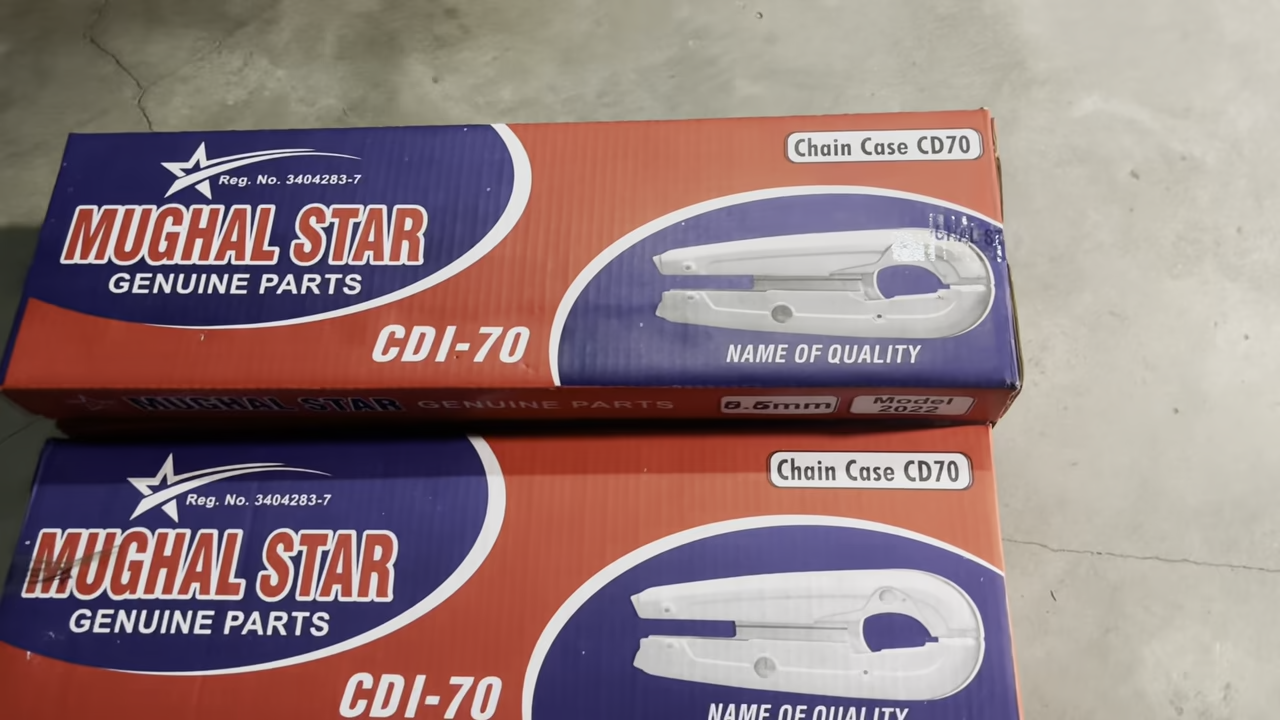 Chain Case CD70
Reg. No. 3404283-7
MUGHAL STAR
GENUINE PARTS
CDI-70
NAME OF QUALITY
MUGHAL STAR GENUINE PARTS
6.5mm
Model
2022
Chain Case CD70
Reg. No. 3404283-7
MUGHAL STAR
GENUINE PARTS
CDI-70
NAME OF QUALITY